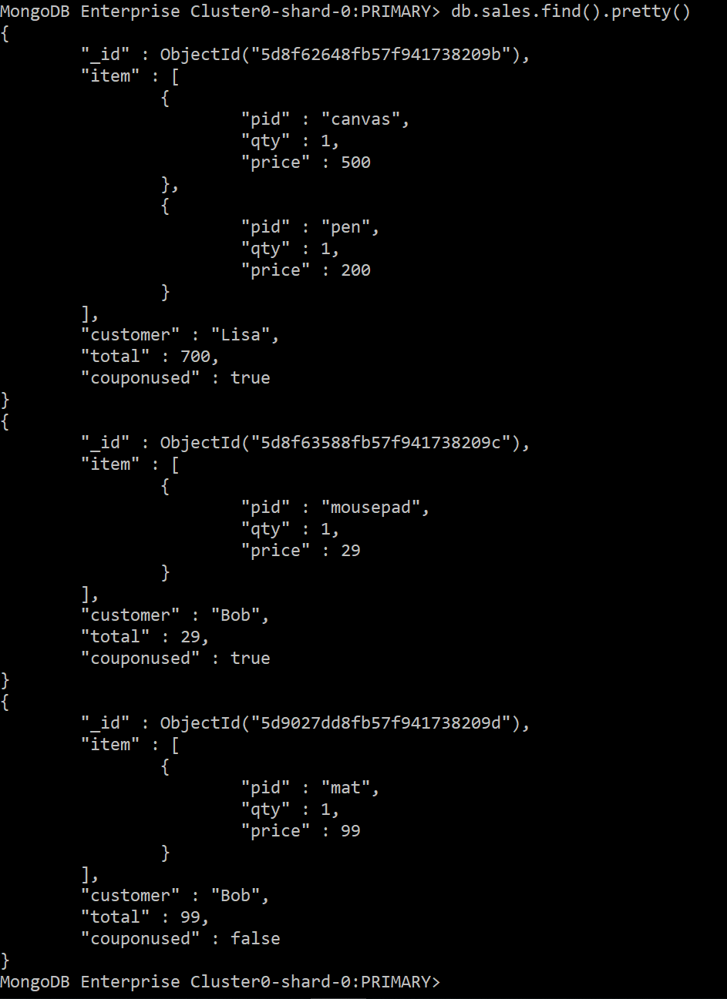 MongoDB Enterprise Cluster0-shard-0:PRIMARY> db.sales.find().pretty()
{
        "_id" : ObjectId("5d8f62648fb57f941738209b"),
        "item" : [
                {
                        "pid" : "canvas",
                        "qty" : 1,
                        "price" : 500
                },
                {
                        "pid" : "pen",
                        "qty" : 1,
                        "price" : 200
                }
        ],
        "customer" : "Lisa",
        "total" : 700,
        "couponused" : true
}
{
        "_id" : ObjectId("5d8f63588fb57f941738209c"),
        "item" : [
                {
                        "pid" : "mousepad",
                        "qty" : 1,
                        "price" : 29
                }
        ],
        "customer" : "Bob",
        "total" : 29,
        "couponused" : true
}
{
        "_id" : ObjectId("5d9027dd8fb57f941738209d"),
        "item" : [
                {
                        "pid" : "mat",
                        "qty" : 1,
                        "price" : 99
                }
        ],
        "customer" : "Bob",
        "total" : 99,
        "couponused" : false
}
MongoDB Enterprise Cluster0-shard-0:PRIMARY>